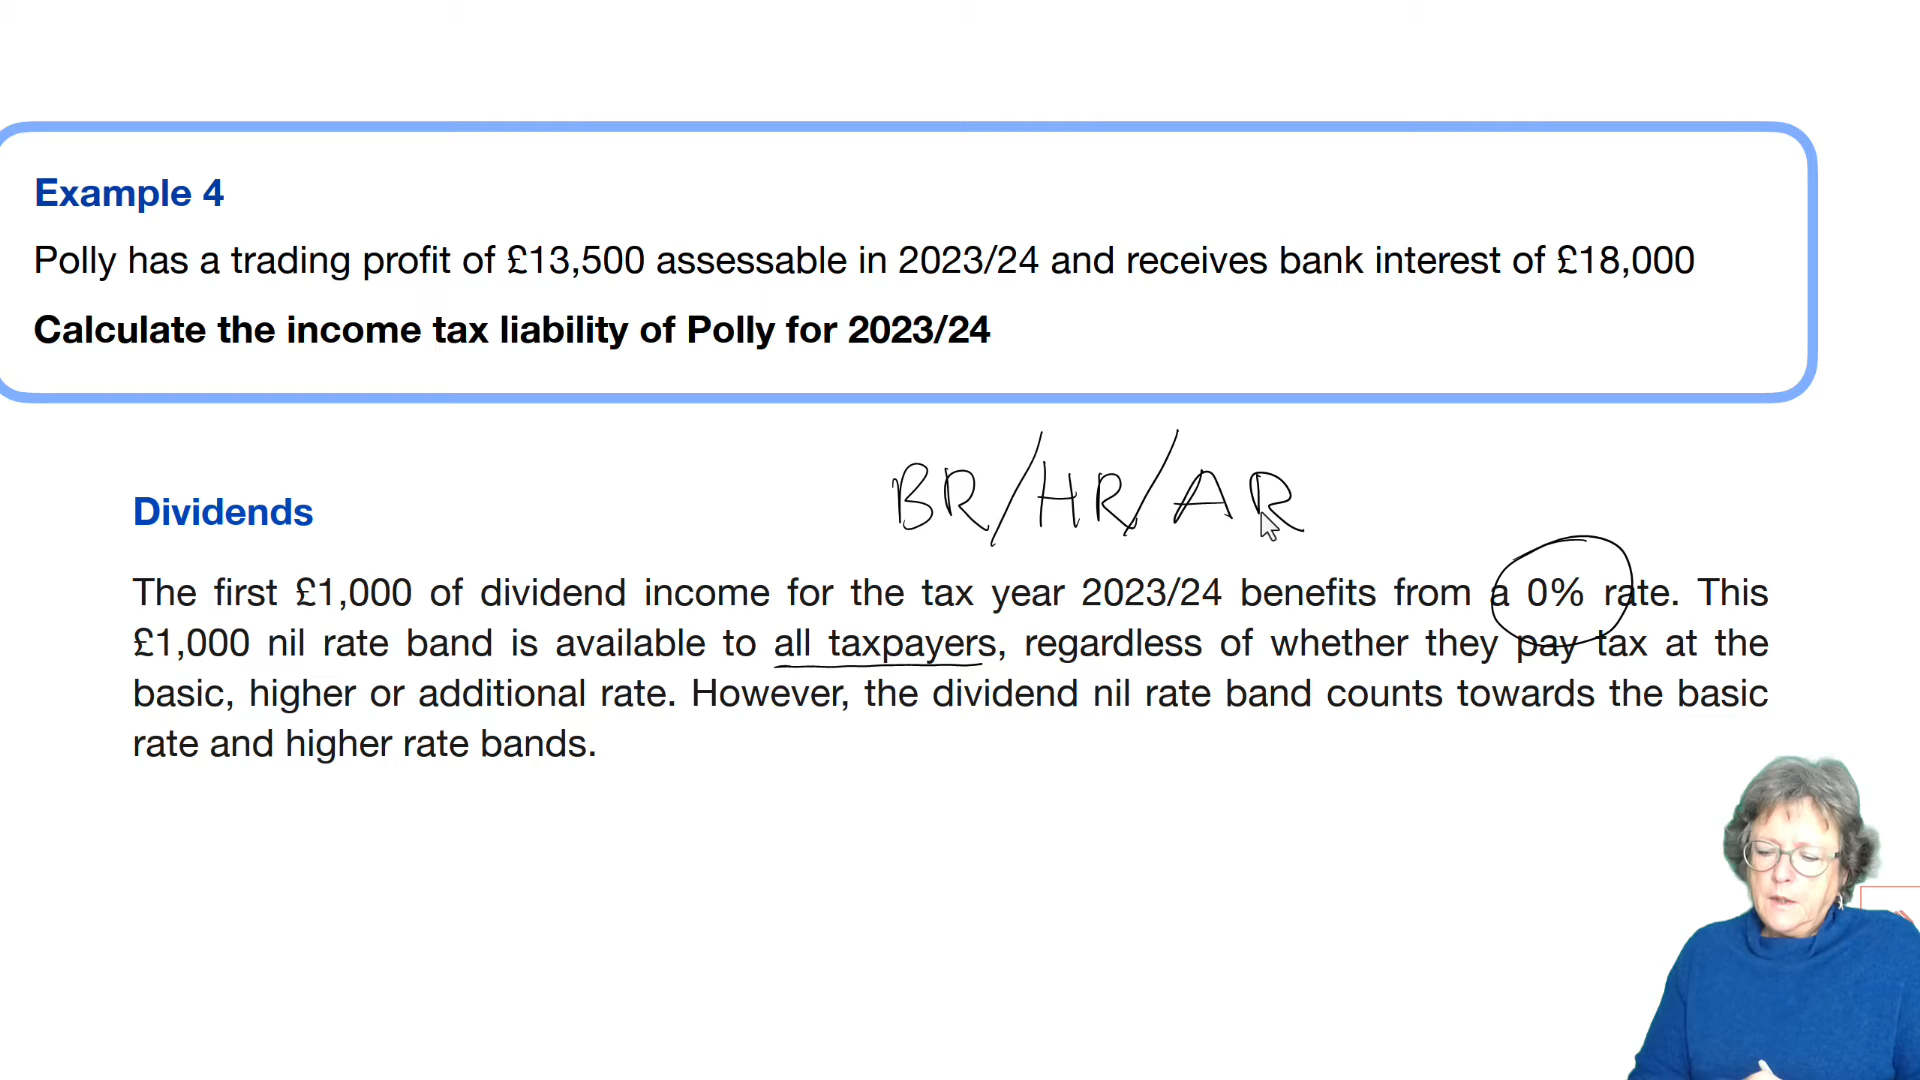 Example 4
Polly has a trading profit of £13,500 assessable in 2023/24 and receives bank interest of £18,000
Calculate the income tax liability of Polly for 2023/24
BR/HR/AR
Dividends
The first £1,000 of dividend income for the tax year 2023/24 benefits from a 0% rate. This
£1,000 nil rate band is available to all taxpayers, regardless of whether they pay tax at the
basic, higher or additional rate. However, the dividend nil rate band counts towards the basic
rate and higher rate bands.